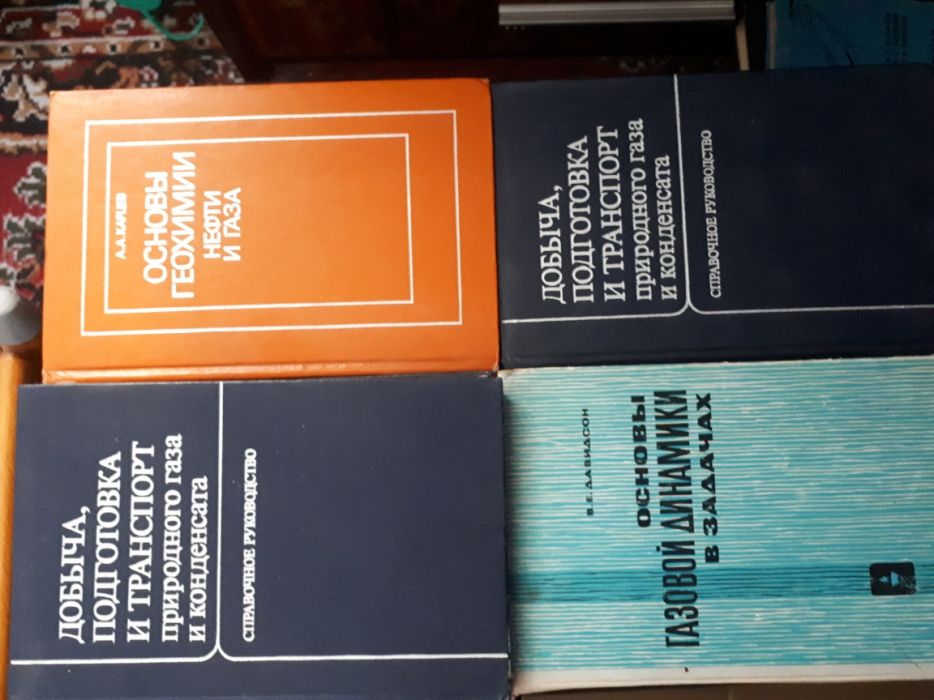 А.А.КАРЦЕВ
ОСНОВЫ
ГЕОХИМИИ
НЕФТИ
И ГАЗА
ДОБЫЧА,
ПОДГОТОВКА
И ТРАНСПОРТ
природного газа
и конденсата
СПРАВОЧНОЕ РУКОВОДСТВО
ДОБЫЧА,
ПОДГОТОВКА
И ТРАНСПОРТ
природного газа
и конденсата
СПРАВОЧНОЕ РУКОВОДСТВО
В.Е.ДАВИДСОН
ОСНОВЫ
ГАЗОВОЙ ДИНАМИКИ
В ЗАДАЧАХ